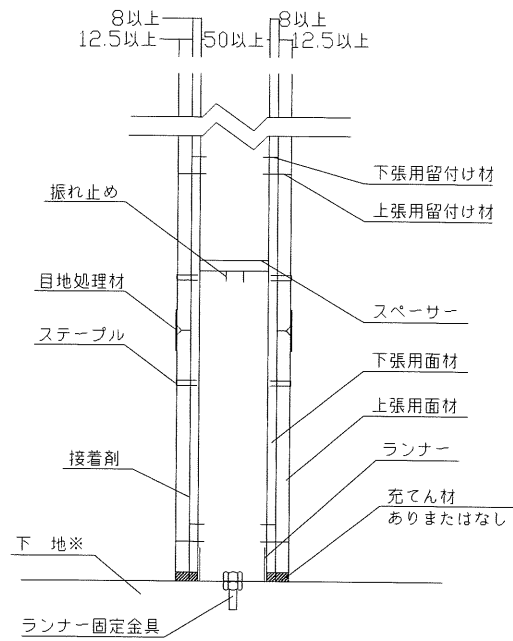 8以上
8以上
12.5以上
50以上
12.5以上
下張用留付け材
振れ止め
上張用留付け材
目地処理材
スペーサー
ステープル
下張用面材
上張用面材
ランナー
接着剤
充てん材
ありまたはなし
下 地※
ランナー固定金具